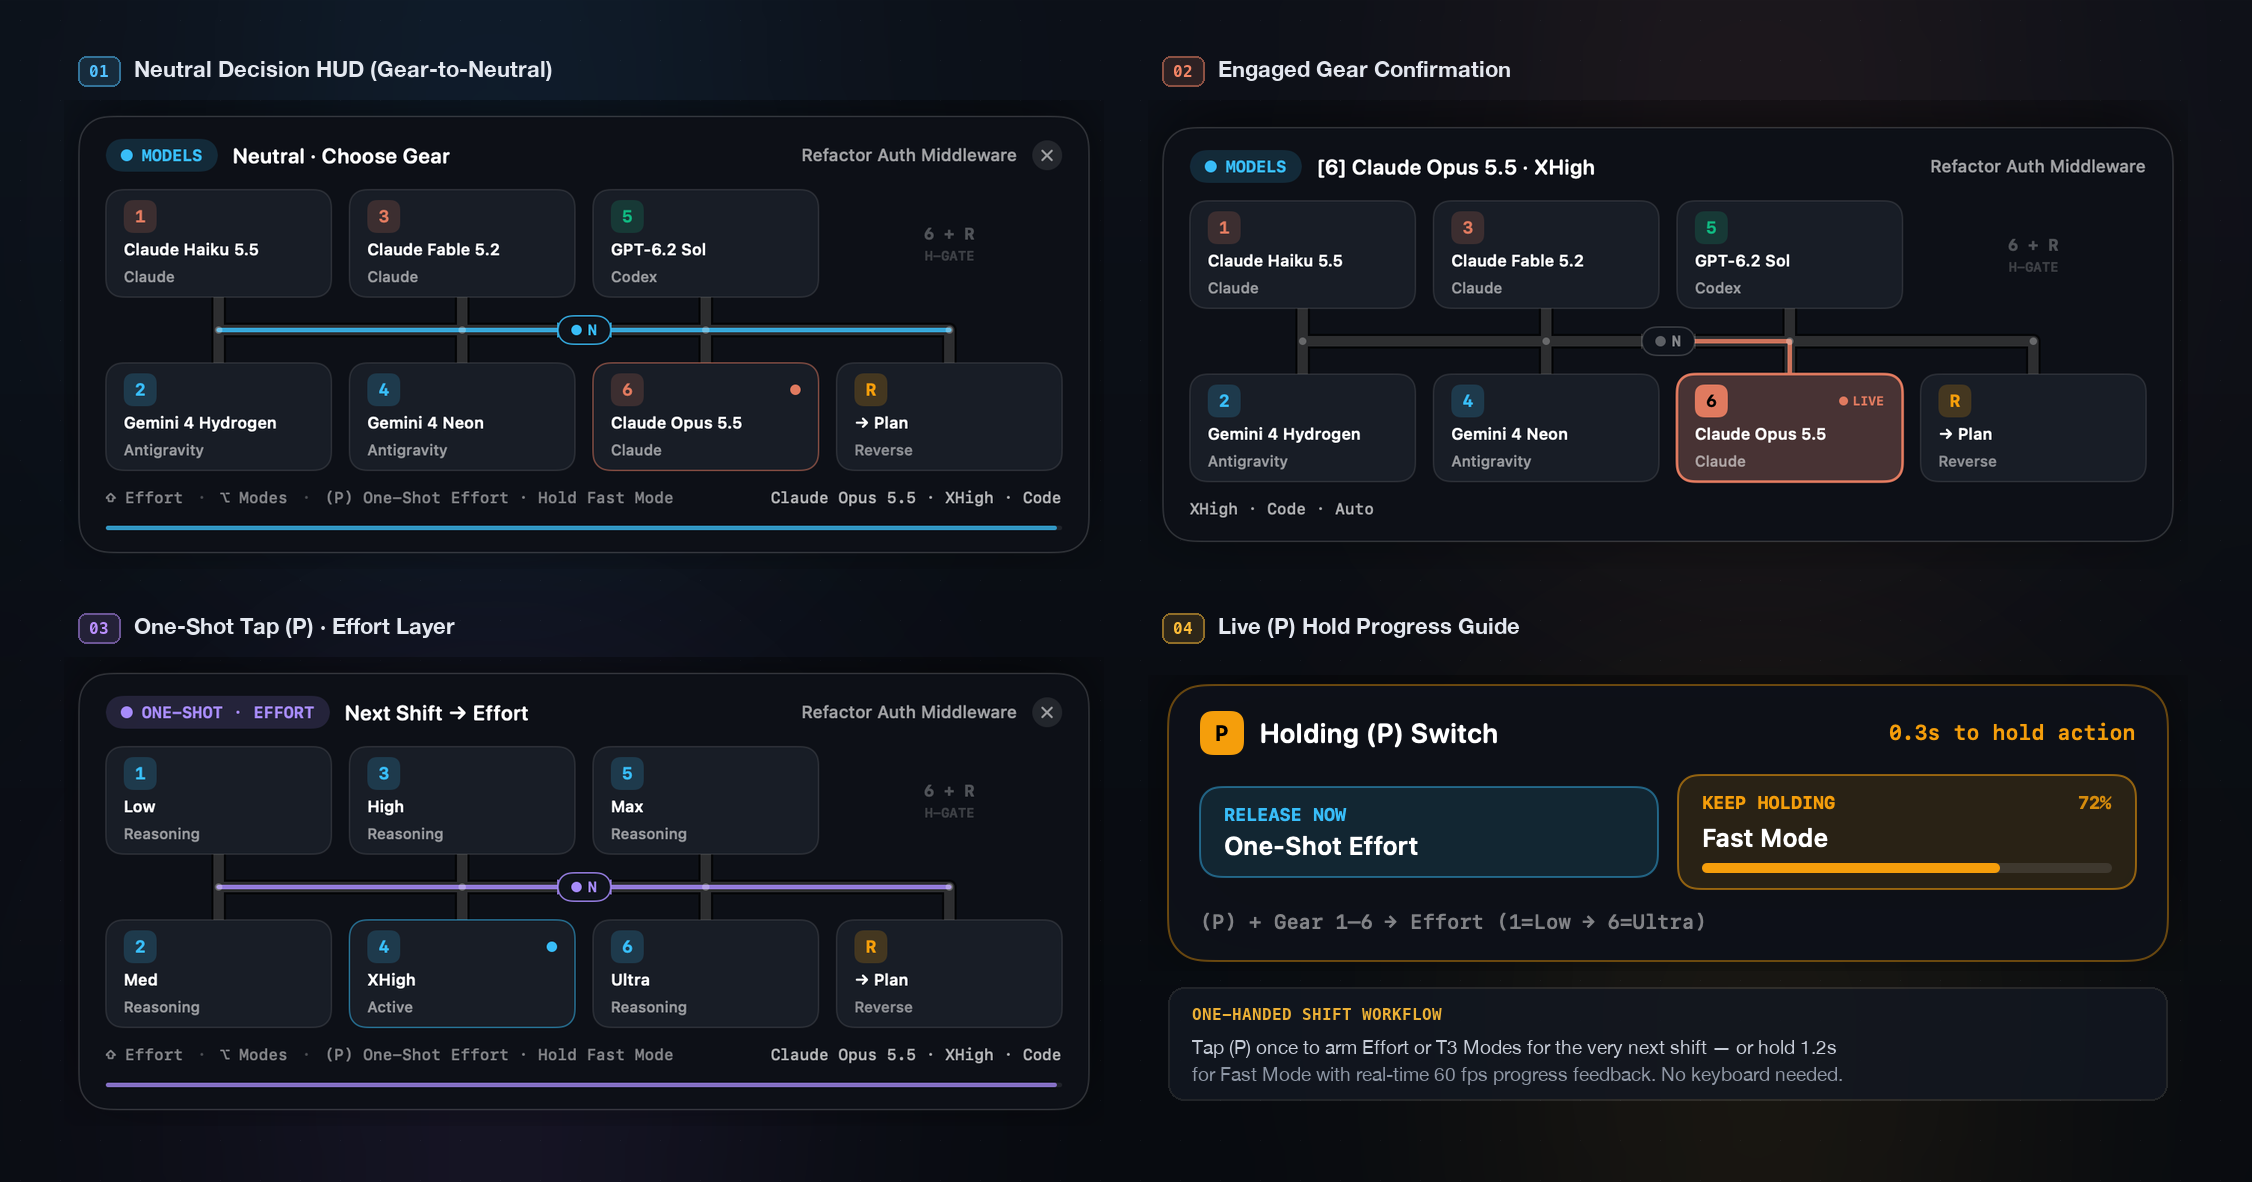 01 Neutral Decision HUD (Gear-to-Neutral)
MODELS Neutral · Choose Gear Refactor Auth Middleware ✕
1 3 5
Claude Haiku 5.5 Claude Fable 5.2 GPT-6.2 Sol
Claude Claude Codex
6 + R
H-GATE
N
2 4 6 R
Gemini 4 Hydrogen Gemini 4 Neon Claude Opus 5.5 → Plan
Antigravity Antigravity Claude Reverse
⇧ Effort · ⌥ Modes · (P) One-Shot Effort · Hold Fast Mode Claude Opus 5.5 · XHigh · Code
02 Engaged Gear Confirmation
MODELS [6] Claude Opus 5.5 · XHigh Refactor Auth Middleware
1 3 5
Claude Haiku 5.5 Claude Fable 5.2 GPT-6.2 Sol
Claude Claude Codex
6 + R
H-GATE
N
2 4 6 LIVE R
Gemini 4 Hydrogen Gemini 4 Neon Claude Opus 5.5 → Plan
Antigravity Antigravity Claude Reverse
XHigh · Code · Auto
03 One-Shot Tap (P) · Effort Layer
ONE-SHOT · EFFORT Next Shift → Effort Refactor Auth Middleware ✕
1 3 5
Low High Max
Reasoning Reasoning Reasoning
6 + R
H-GATE
N
2 4 6 R
Med XHigh Ultra → Plan
Reasoning Active Reasoning Reverse
⇧ Effort · ⌥ Modes · (P) One-Shot Effort · Hold Fast Mode Claude Opus 5.5 · XHigh · Code
04 Live (P) Hold Progress Guide
P Holding (P) Switch 0.3s to hold action
RELEASE NOW
One-Shot Effort
KEEP HOLDING 72%
Fast Mode
(P) + Gear 1–6 → Effort (1=Low → 6=Ultra)
ONE-HANDED SHIFT WORKFLOW
Tap (P) once to arm Effort or T3 Modes for the very next shift — or hold 1.2s
for Fast Mode with real-time 60 fps progress feedback. No keyboard needed.